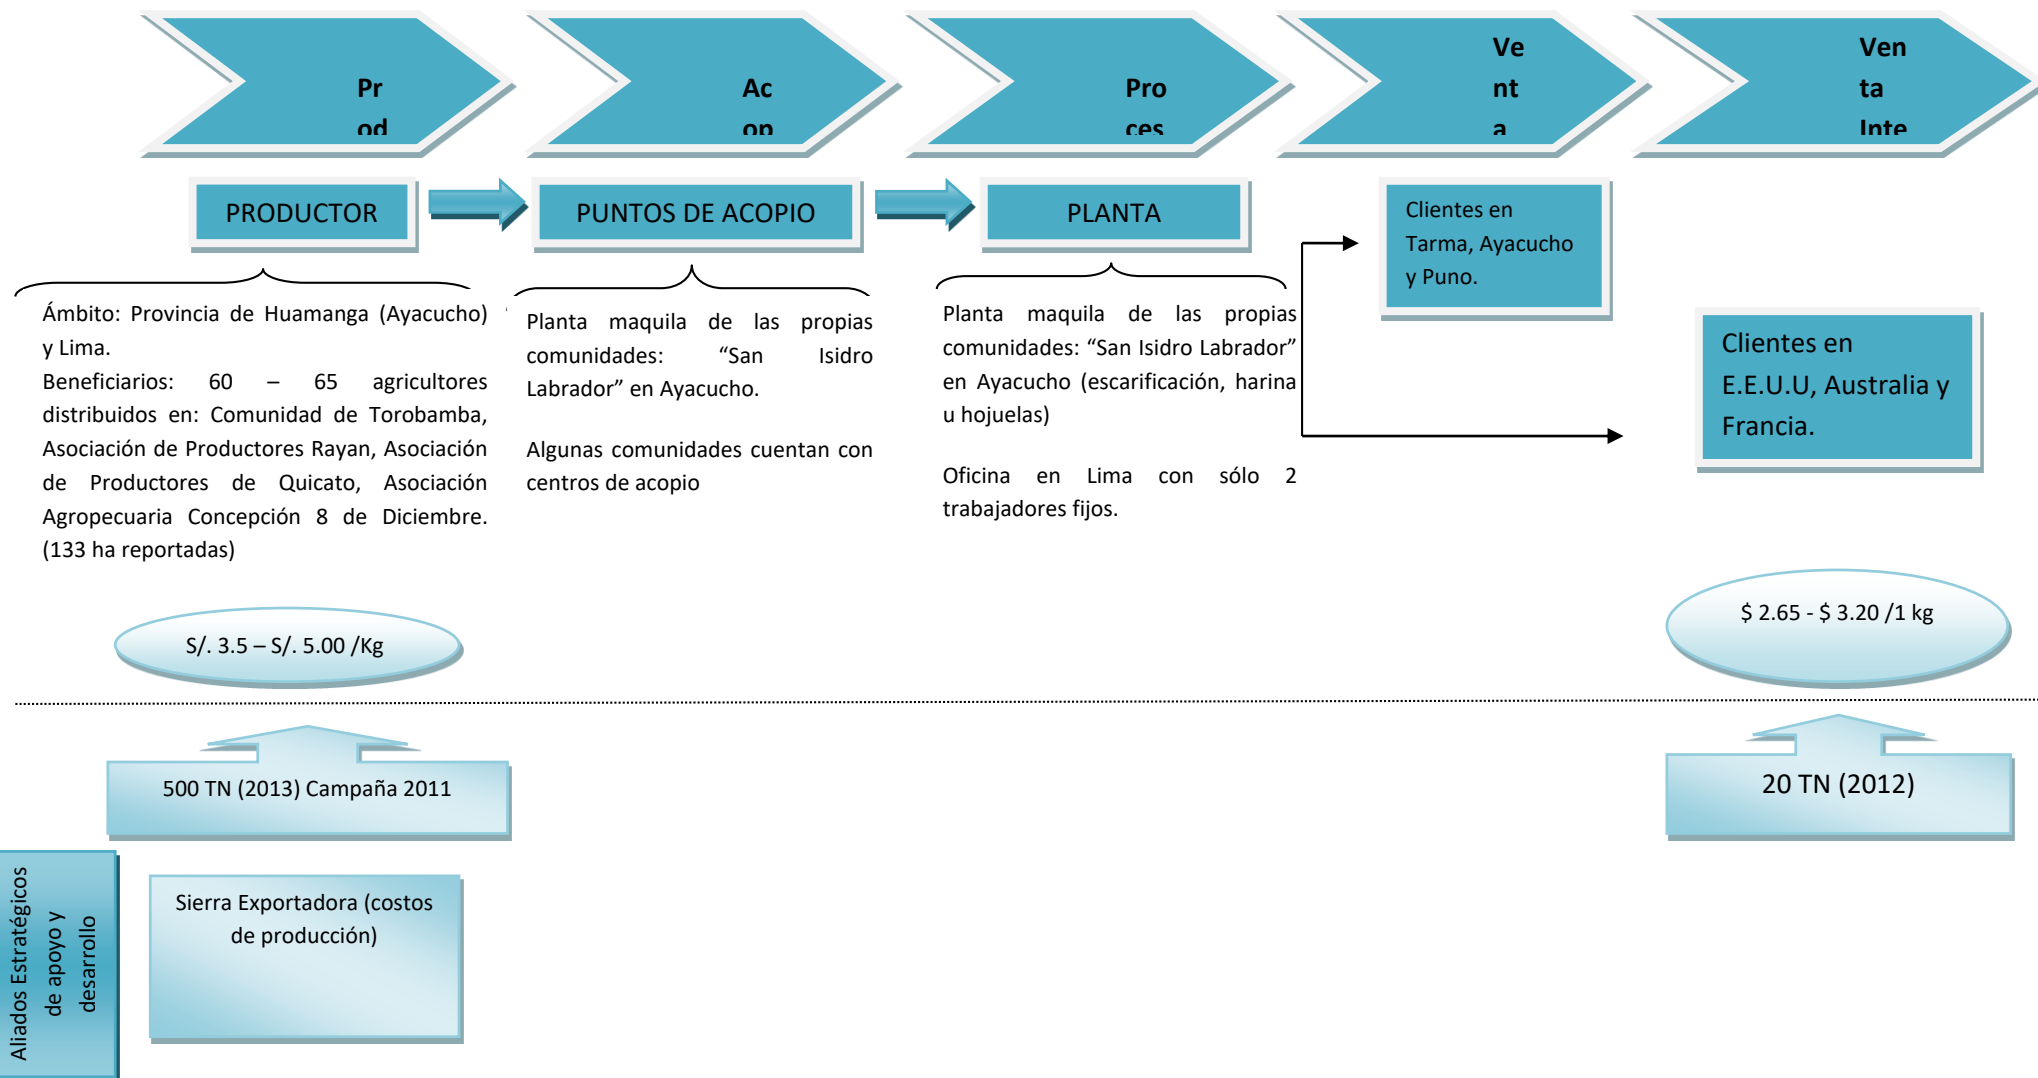 Pr
od
Ac
op
Pro
ces
Ve
nt
a
Ven
ta
Inte
PRODUCTOR
PUNTOS DE ACOPIO
PLANTA
Clientes en
Tarma, Ayacucho
y Puno.
Ámbito: Provincia de Huamanga (Ayacucho)
y Lima.
Beneficiarios: 60 – 65 agricultores
distribuidos en: Comunidad de Torobamba,
Asociación de Productores Rayan, Asociación
de Productores de Quicato, Asociación
Agropecuaria Concepción 8 de Diciembre.
(133 ha reportadas)
Planta maquila de las propias
comunidades: “San Isidro
Labrador” en Ayacucho.
Algunas comunidades cuentan con
centros de acopio
Planta maquila de las propias
comunidades: “San Isidro Labrador”
en Ayacucho (escarificación, harina
u hojuelas)
Oficina en Lima con sólo 2
trabajadores fijos.
Clientes en
E.E.U.U, Australia y
Francia.
S/. 3.5 – S/. 5.00 /Kg
$ 2.65 - $ 3.20 /1 kg
500 TN (2013) Campaña 2011
20 TN (2012)
Aliados Estratégicos
de apoyo y
desarrollo
Sierra Exportadora (costos
de producción)